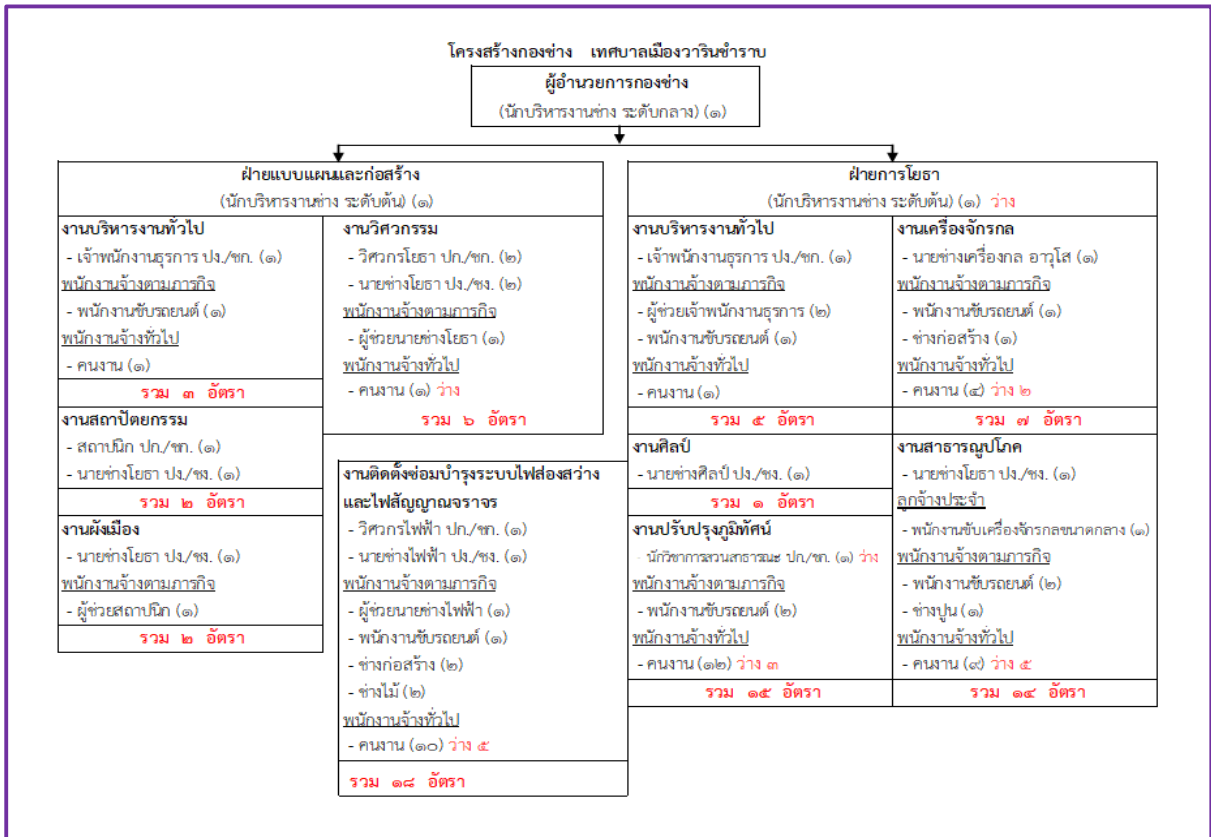 โครงสร้างกองช่าง เทศบาลเมืองวารินชำราบ
ผู้อำนวยการกองช่าง
(นักบริหารงานช่าง ระดับกลาง) (๑)
ฝ่ายแบบแผนและก่อสร้าง
(นักบริหารงานช่าง ระดับต้น) (๑)
งานบริหารงานทั่วไป
- เจ้าพนักงานธุรการ ปง./ชก. (๑)
พนักงานจ้างตามภารกิจ
- พนักงานขับรถยนต์ (๑)
พนักงานจ้างทั่วไป
- คนงาน (๑)
รวม ๓ อัตรา
งานสถาปัตยกรรม
- สถาปนิก ปก./ชก. (๑)
- นายช่างโยธา ปง./ชง. (๑)
รวม ๒ อัตรา
งานผังเมือง
- นายช่างโยธา ปง./ชง. (๑)
พนักงานจ้างตามภารกิจ
- ผู้ช่วยสถาปนิก (๑)
รวม ๒ อัตรา
งานวิศวกรรม
- วิศวกรโยธา ปก./ชก. (๒)
- นายช่างโยธา ปง./ชง. (๒)
พนักงานจ้างตามภารกิจ
- ผู้ช่วยนายช่างโยธา (๑)
พนักงานจ้างทั่วไป
- คนงาน (๑) ว่าง
รวม ๖ อัตรา
งานติดตั้งซ่อมบำรุงระบบไฟส่องสว่าง
และไฟสัญญาณจราจร
- วิศวกรไฟฟ้า ปก./ชก. (๑)
- นายช่างไฟฟ้า ปง./ชง. (๑)
พนักงานจ้างตามภารกิจ
- ผู้ช่วยนายช่างไฟฟ้า (๑)
- พนักงานขับรถยนต์ (๑)
- ช่างก่อสร้าง (๒)
- ช่างไม้ (๒)
พนักงานจ้างทั่วไป
- คนงาน (๑๐) ว่าง ๕
รวม ๑๘ อัตรา
ฝ่ายการโยธา
(นักบริหารงานช่าง ระดับต้น) (๑) ว่าง
งานบริหารงานทั่วไป
- เจ้าพนักงานธุรการ ปง./ชก. (๑)
พนักงานจ้างตามภารกิจ
- ผู้ช่วยเจ้าพนักงานธุรการ (๒)
- พนักงานขับรถยนต์ (๑)
พนักงานจ้างทั่วไป
- คนงาน (๑)
รวม ๕ อัตรา
งานศิลป์
- นายช่างศิลป์ ปง./ชง. (๑)
รวม ๑ อัตรา
งานปรับปรุงภูมิทัศน์
- นักวิชาการสวนสาธารณะ ปก./ชก. (๑) ว่าง
พนักงานจ้างตามภารกิจ
- พนักงานขับรถยนต์ (๒)
พนักงานจ้างทั่วไป
- คนงาน (๑๒) ว่าง ๓
รวม ๑๕ อัตรา
งานเครื่องจักรกล
- นายช่างเครื่องกล อาวุโส (๑)
พนักงานจ้างตามภารกิจ
- พนักงานขับรถยนต์ (๑)
- ช่างก่อสร้าง (๑)
พนักงานจ้างทั่วไป
- คนงาน (๔) ว่าง ๒
รวม ๗ อัตรา
งานสาธารณูปโภค
- นายช่างโยธา ปง./ชง. (๑)
ลูกจ้างประจำ
- พนักงานขับเครื่องจักรกลขนาดกลาง (๑)
พนักงานจ้างตามภารกิจ
- พนักงานขับรถยนต์ (๒)
- ช่างปูน (๑)
พนักงานจ้างทั่วไป
- คนงาน (๙) ว่าง ๕
รวม ๑๔ อัตรา